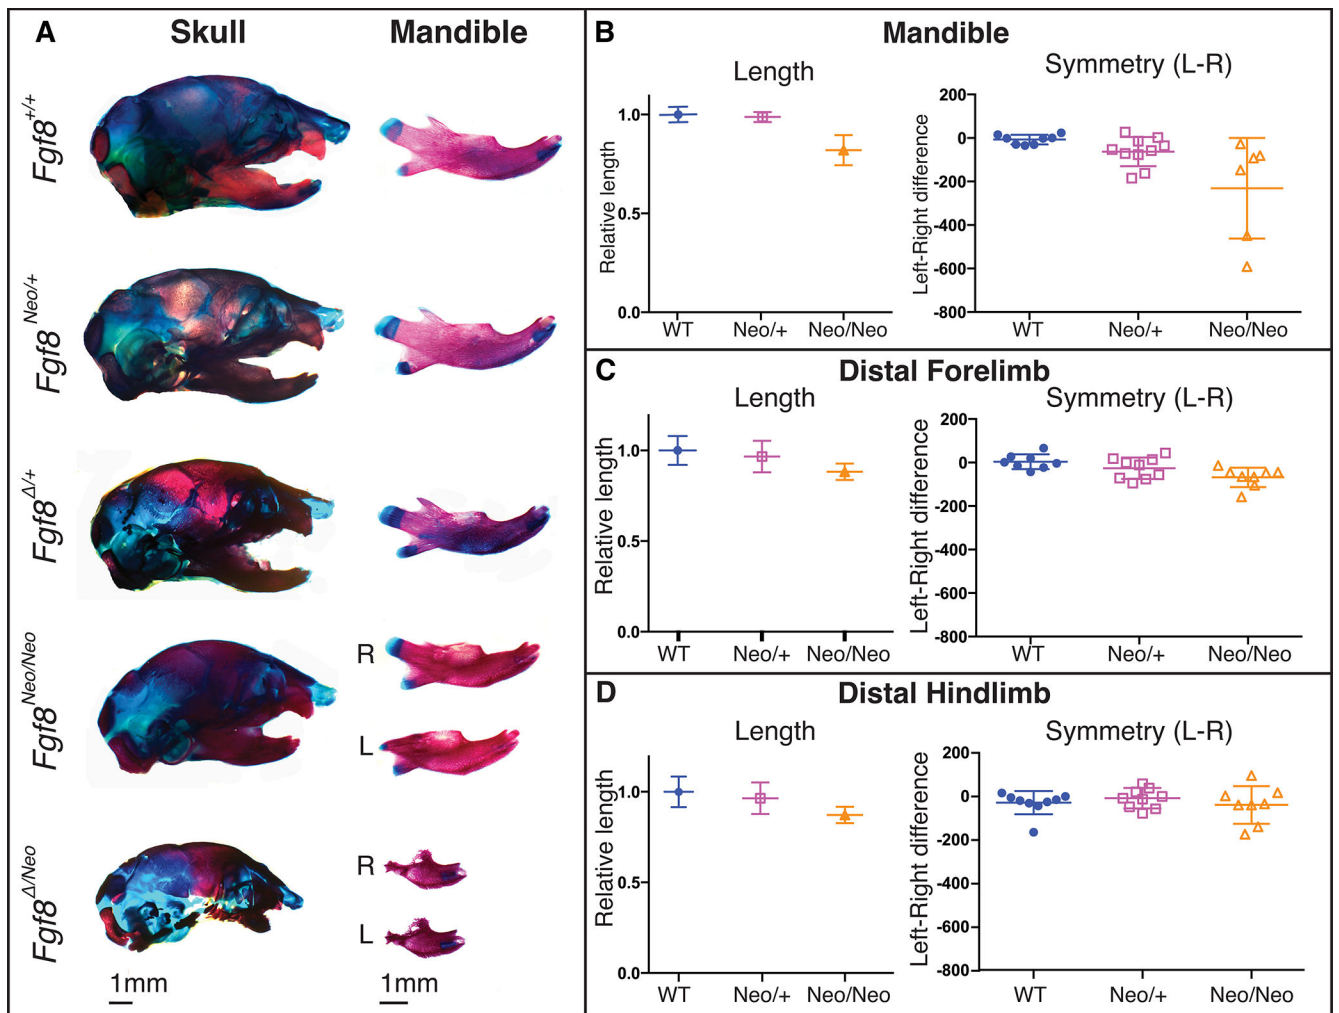 A
Skull
Mandible
Fgf8+/+
Fgf8Neo/+
Fgf8Δ/+
Fgf8Neo/Neo
R
L
Fgf8Δ/Neo
R
L
1mm
1mm
B
Mandible
Length
Symmetry (L-R)
Relative length
1.0
0.5
0.0
WT
Neo/+
Neo/Neo
Left-Right difference
200
0
-200
-400
-600
-800
WT
Neo/+
Neo/Neo
C
Distal Forelimb
Length
Symmetry (L-R)
Relative length
1.0
0.5
0.0
WT
Neo/+
Neo/Neo
Left-Right difference
200
0
-200
-400
-600
-800
WT
Neo/+
Neo/Neo
D
Distal Hindlimb
Length
Symmetry (L-R)
Relative length
1.0
0.5
0.0
WT
Neo/+
Neo/Neo
Left-Right difference
200
0
-200
-400
-600
-800
WT
Neo/+
Neo/Neo